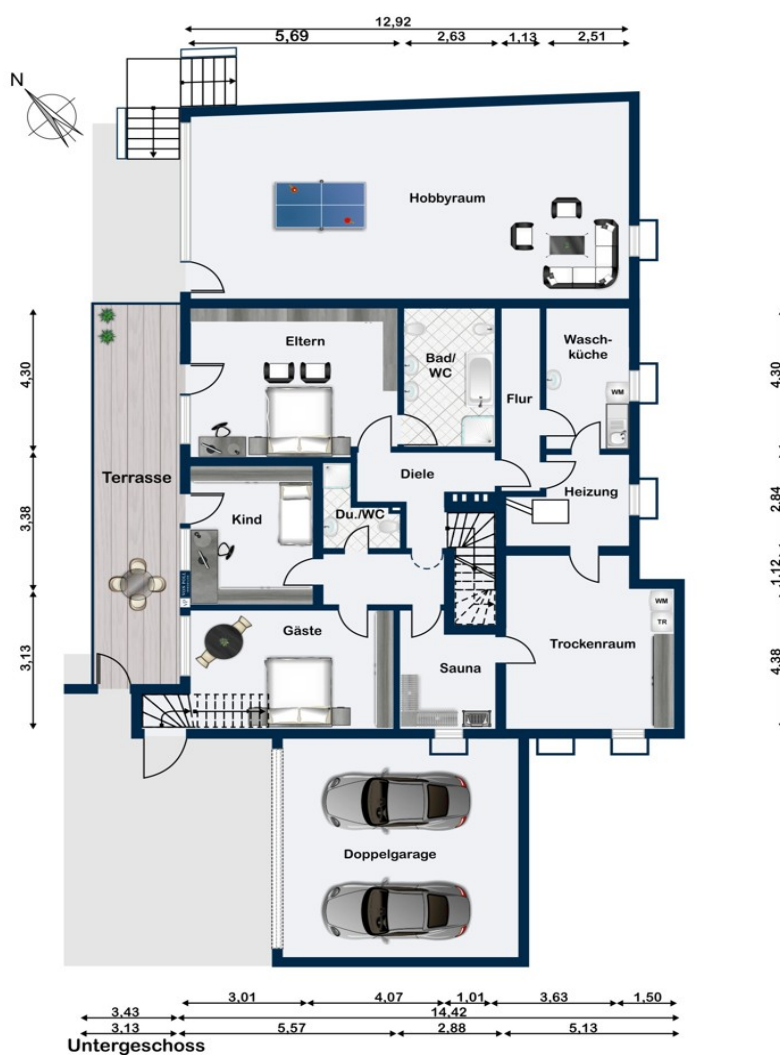 12,92
5,69 2,63 1,13 2,51
N
Hobbyraum
Eltern
Bad/
WC
Wasch-
küche
WM
Flur
4,30
4,30
Terrasse
Diele
Heizung
Kind
Du./WC
3,38
2,84
1,12
WM
TR
Gäste
Sauna
Trockenraum
3,13
4,38
Doppelgarage
3,01 4,07 1,01 3,63 1,50
3,43 14,42
3,13 5,57 2,88 5,13
Untergeschoss